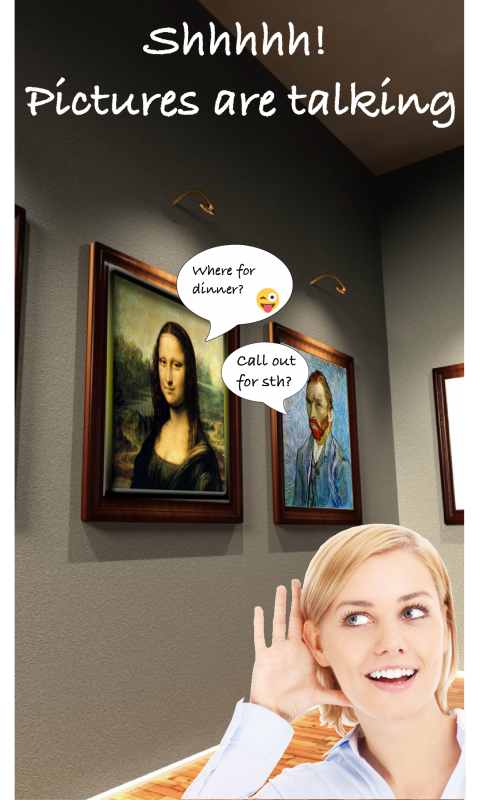 Shhhhh!
Pictures are talking
Where for
dinner?
Call out
for sth?